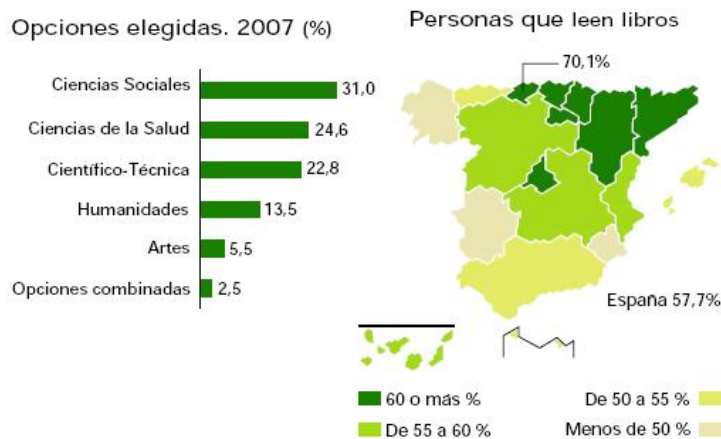 Opciones elegidas. 2007 (%)
Ciencias Sociales 31,0
Ciencias de la Salud 24,6
Científico-Técnica 22,8
Humanidades 13,5
Artes 5,5
Opciones combinadas 2,5
Personas que leen libros
70,1%
España 57,7%
60 o más %
De 50 a 55 %
De 55 a 60 %
Menos de 50 %